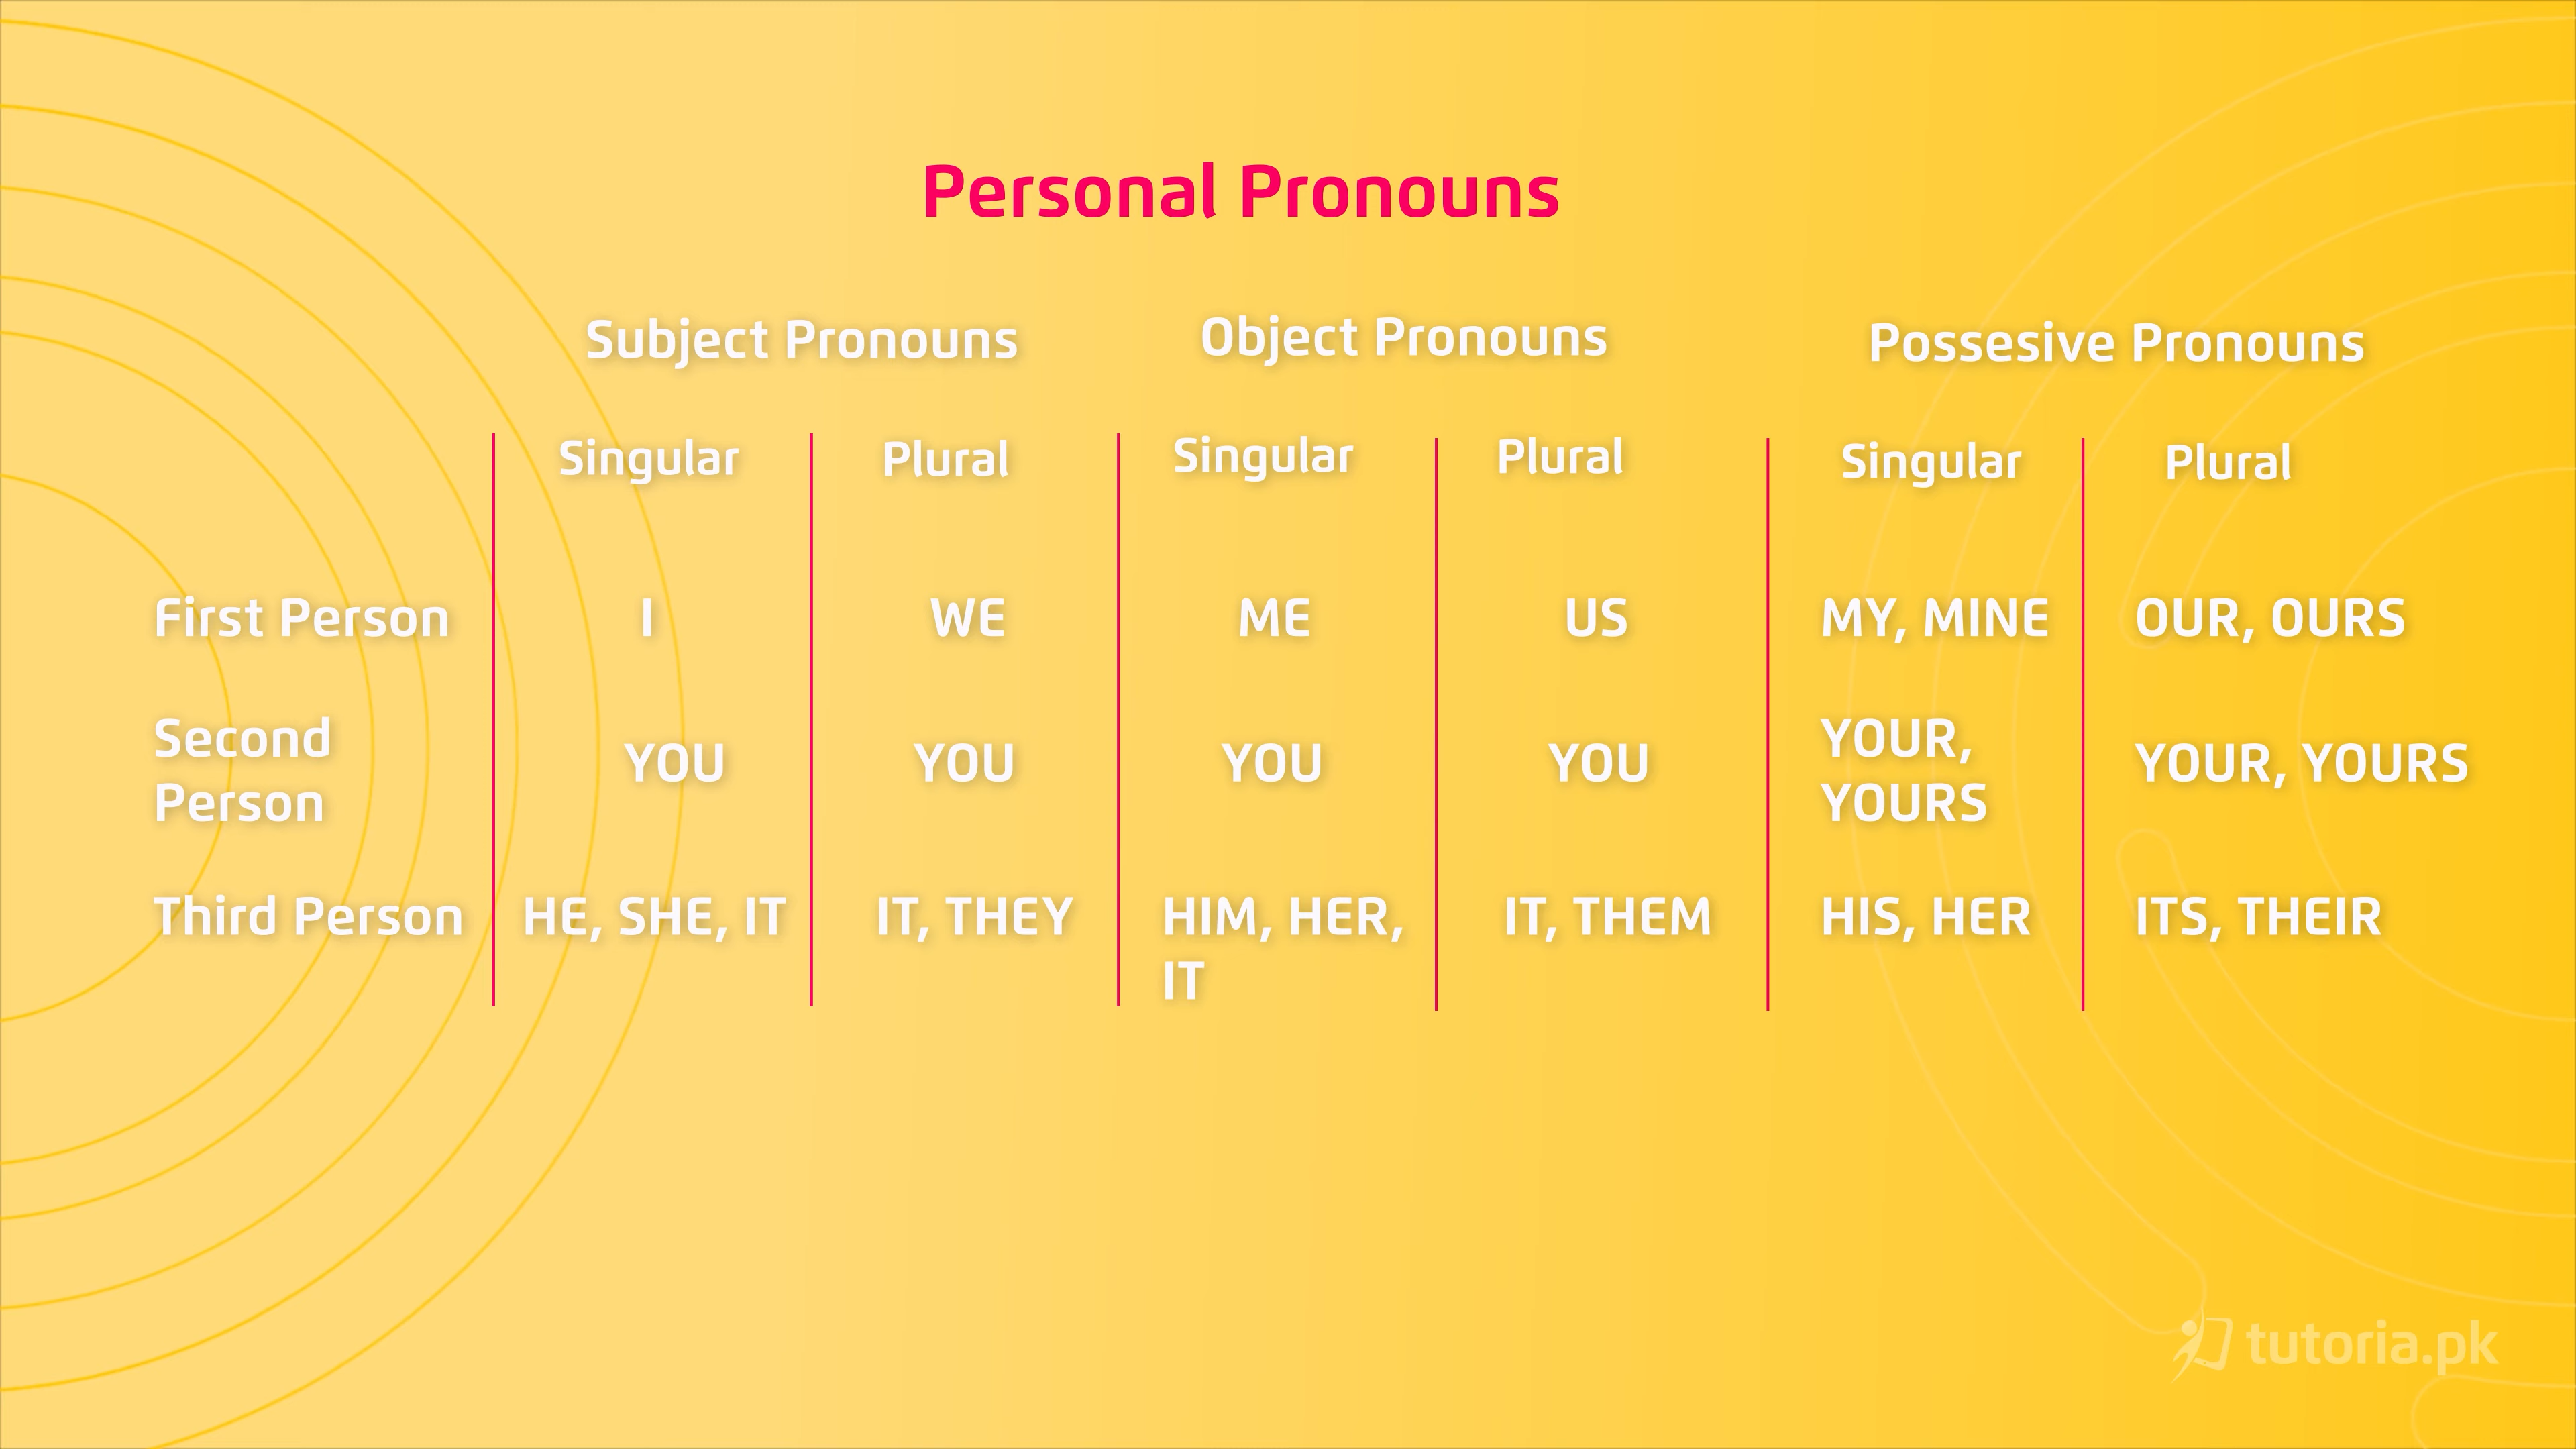 Personal Pronouns
Subject Pronouns Object Pronouns Possesive Pronouns
Singular Plural Singular Plural Singular Plural
First Person I WE ME US MY, MINE OUR, OURS
Second Person YOU YOU YOU YOU YOUR, YOURS YOUR, YOURS
Third Person HE, SHE, IT IT, THEY HIM, HER, IT IT, THEM HIS, HER ITS, THEIR
tutoria.pk